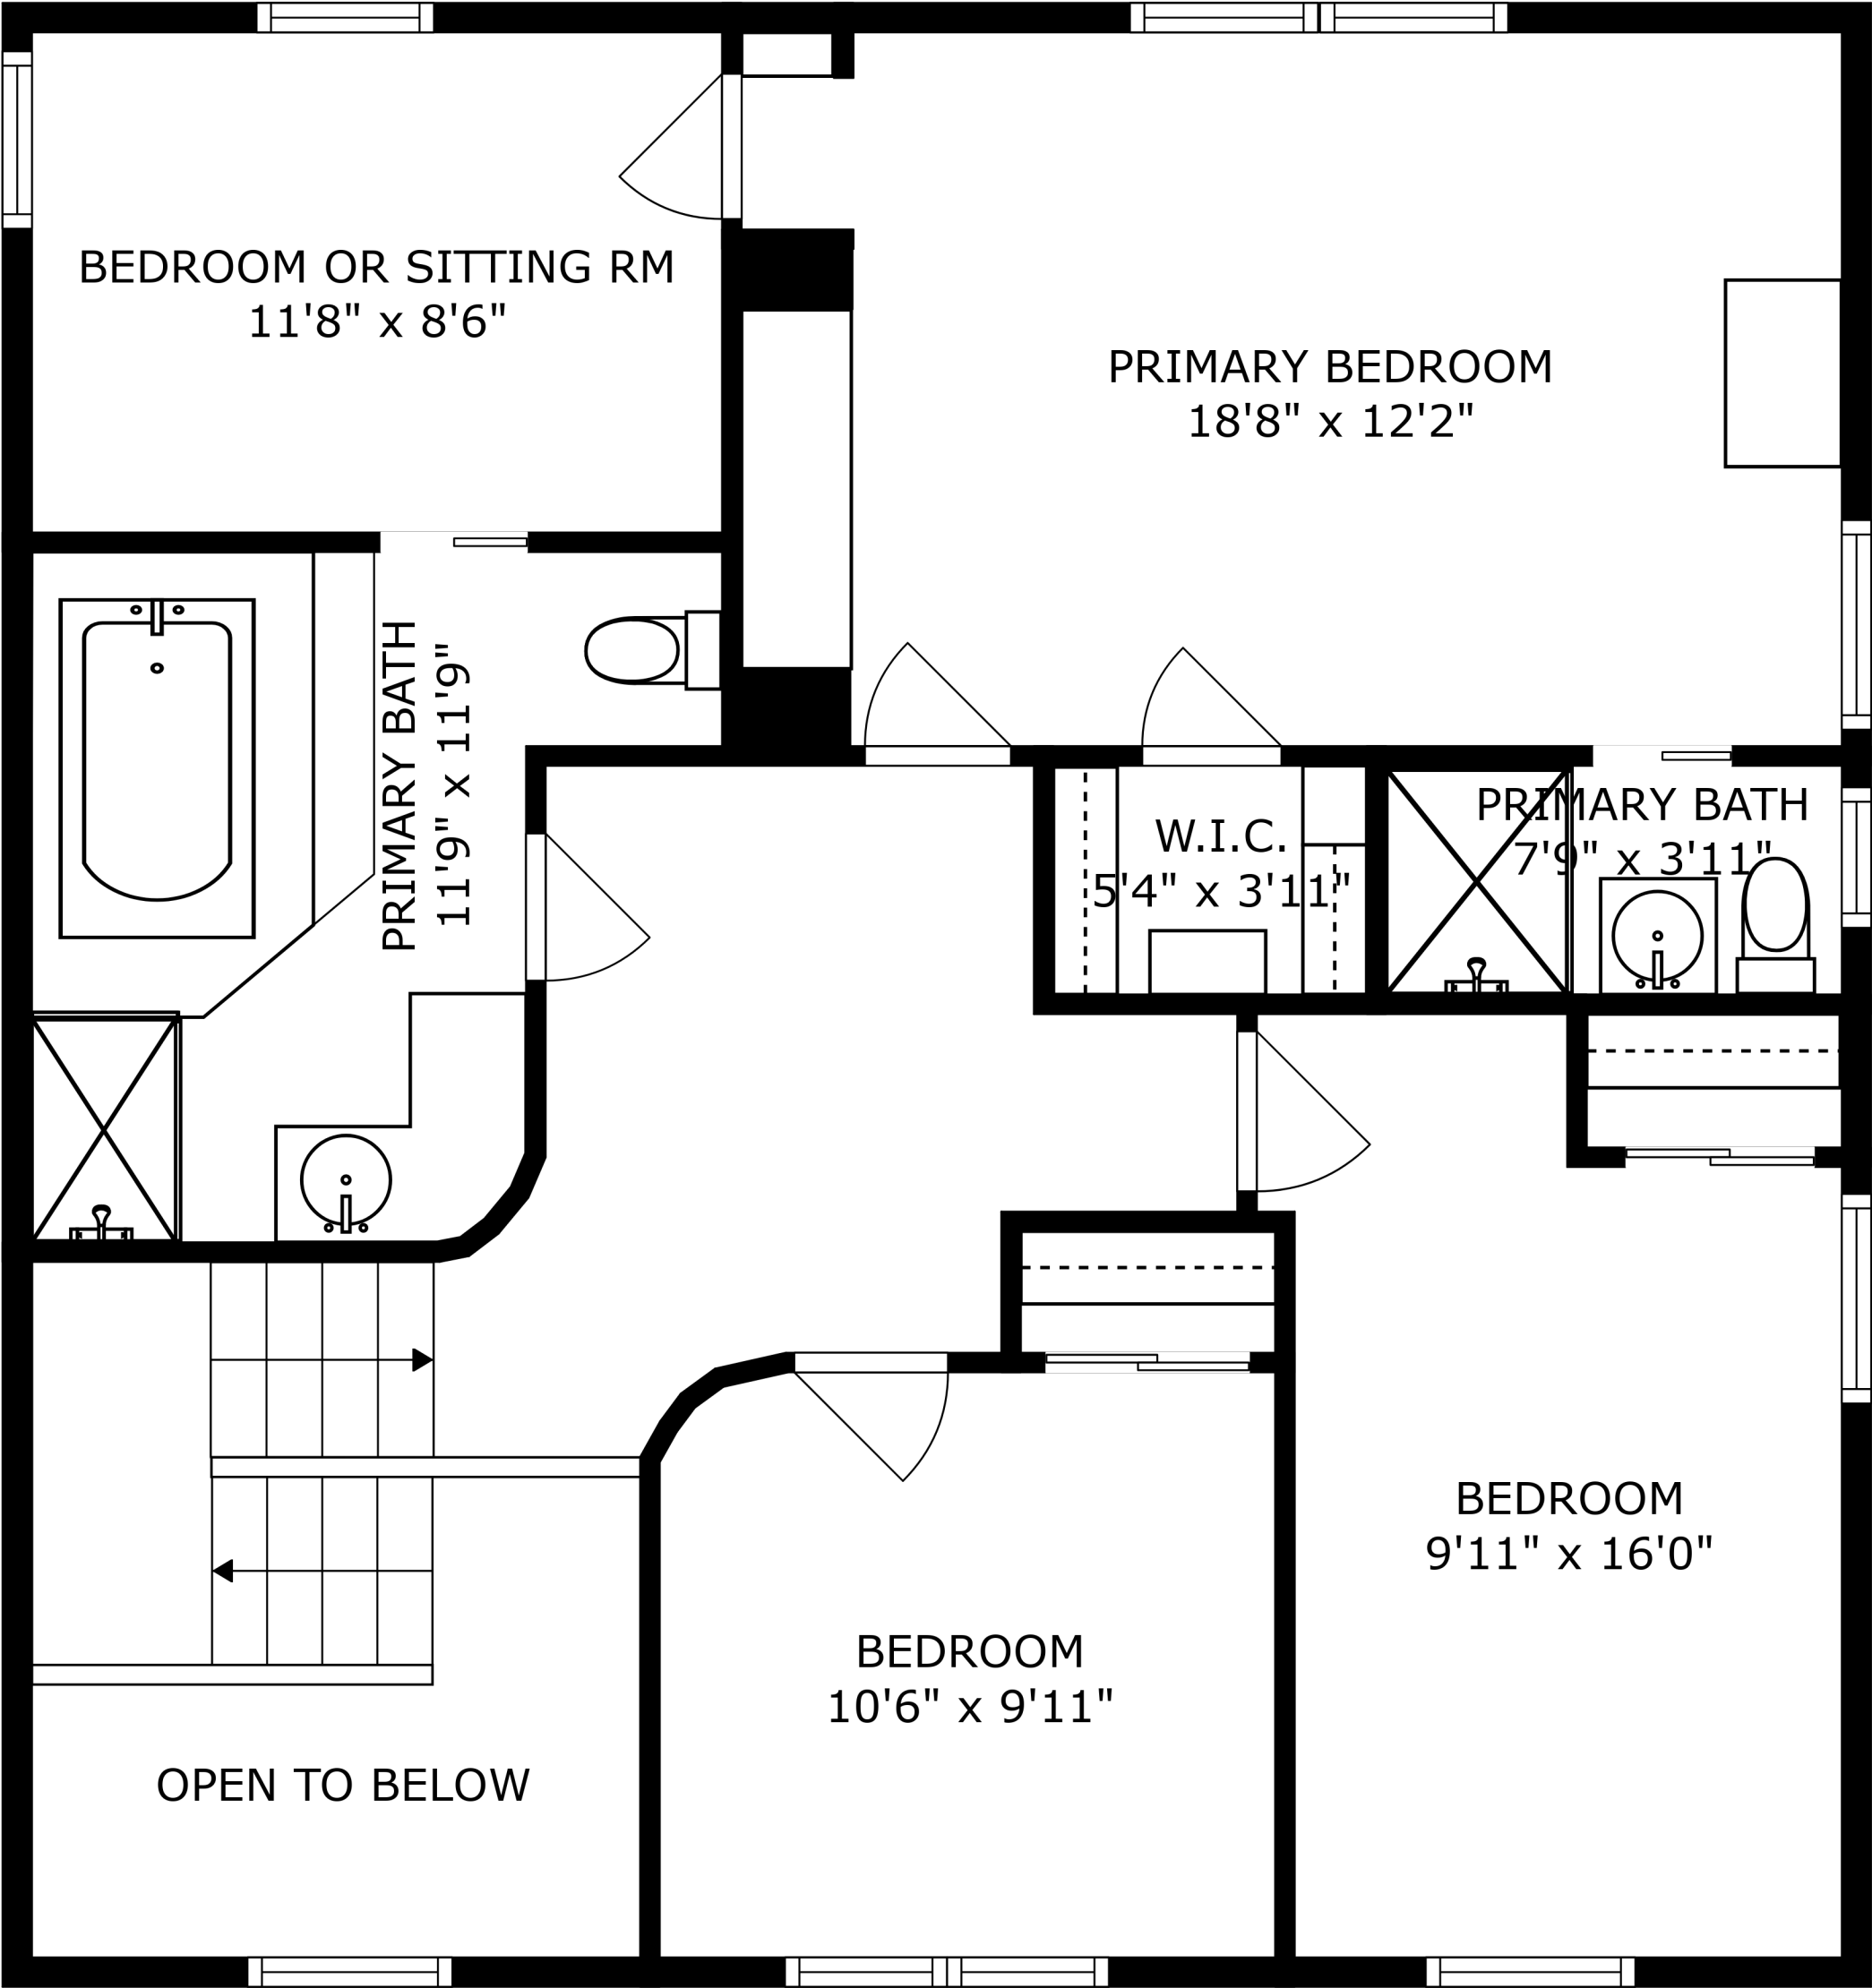 BEDROOM OR SITTING RM
11'8" x 8'6"
PRIMARY BEDROOM
18'8" x 12'2"
PRIMARY BATH
11'9" x 11'9"
W.I.C.
5'4" x 3'11"
PRIMARY BATH
7'9" x 3'11"
BEDROOM
9'11" x 16'0"
BEDROOM
10'6" x 9'11"
OPEN TO BELOW